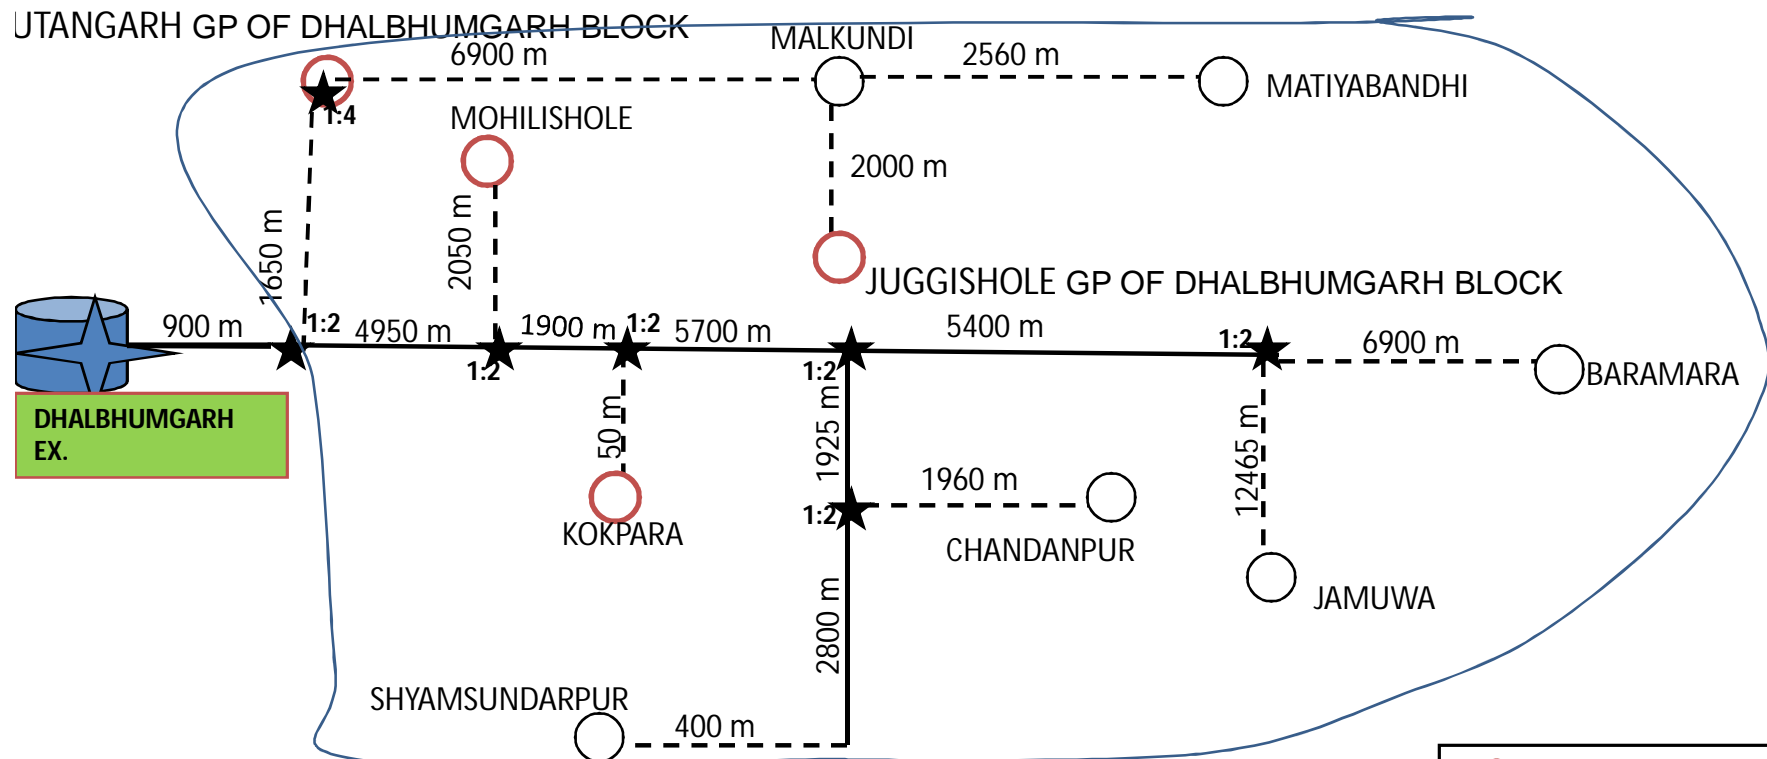 UTANGARH GP OF DHALBHUMGARH BLOCK
6900 m
MALKUNDI
2560 m
MATIYABANDHI
1:4
MOHILISHOLE
2000 m
2050 m
1650 m
JUGGISHOLE GP OF DHALBHUMGARH BLOCK
900 m
1:2
4950 m
1900 m
1:2
5700 m
5400 m
1:2
6900 m
1:2
1:2
BARAMARA
DHALBHUMGARH
EX.
50 m
1925 m
12465 m
1960 m
1:2
KOKPARA
CHANDANPUR
JAMUWA
2800 m
SHYAMSUNDARPUR
400 m